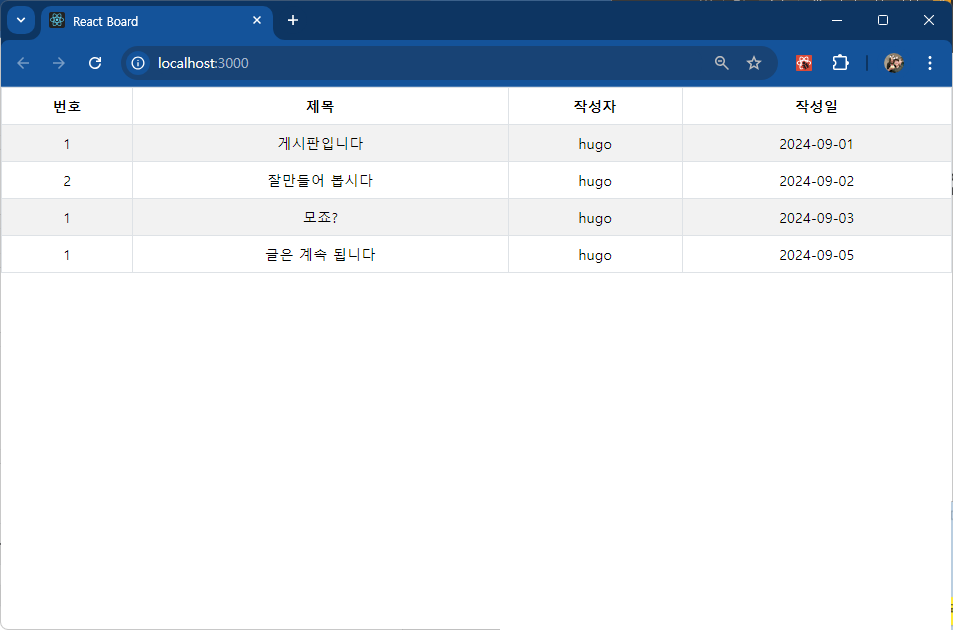 React Board
localhost:3000
번호 제목 작성자 작성일
1 게시판입니다 hugo 2024-09-01
2 잘만들어 봅시다 hugo 2024-09-02
1 모죠? hugo 2024-09-03
1 글은 계속 됩니다 hugo 2024-09-05